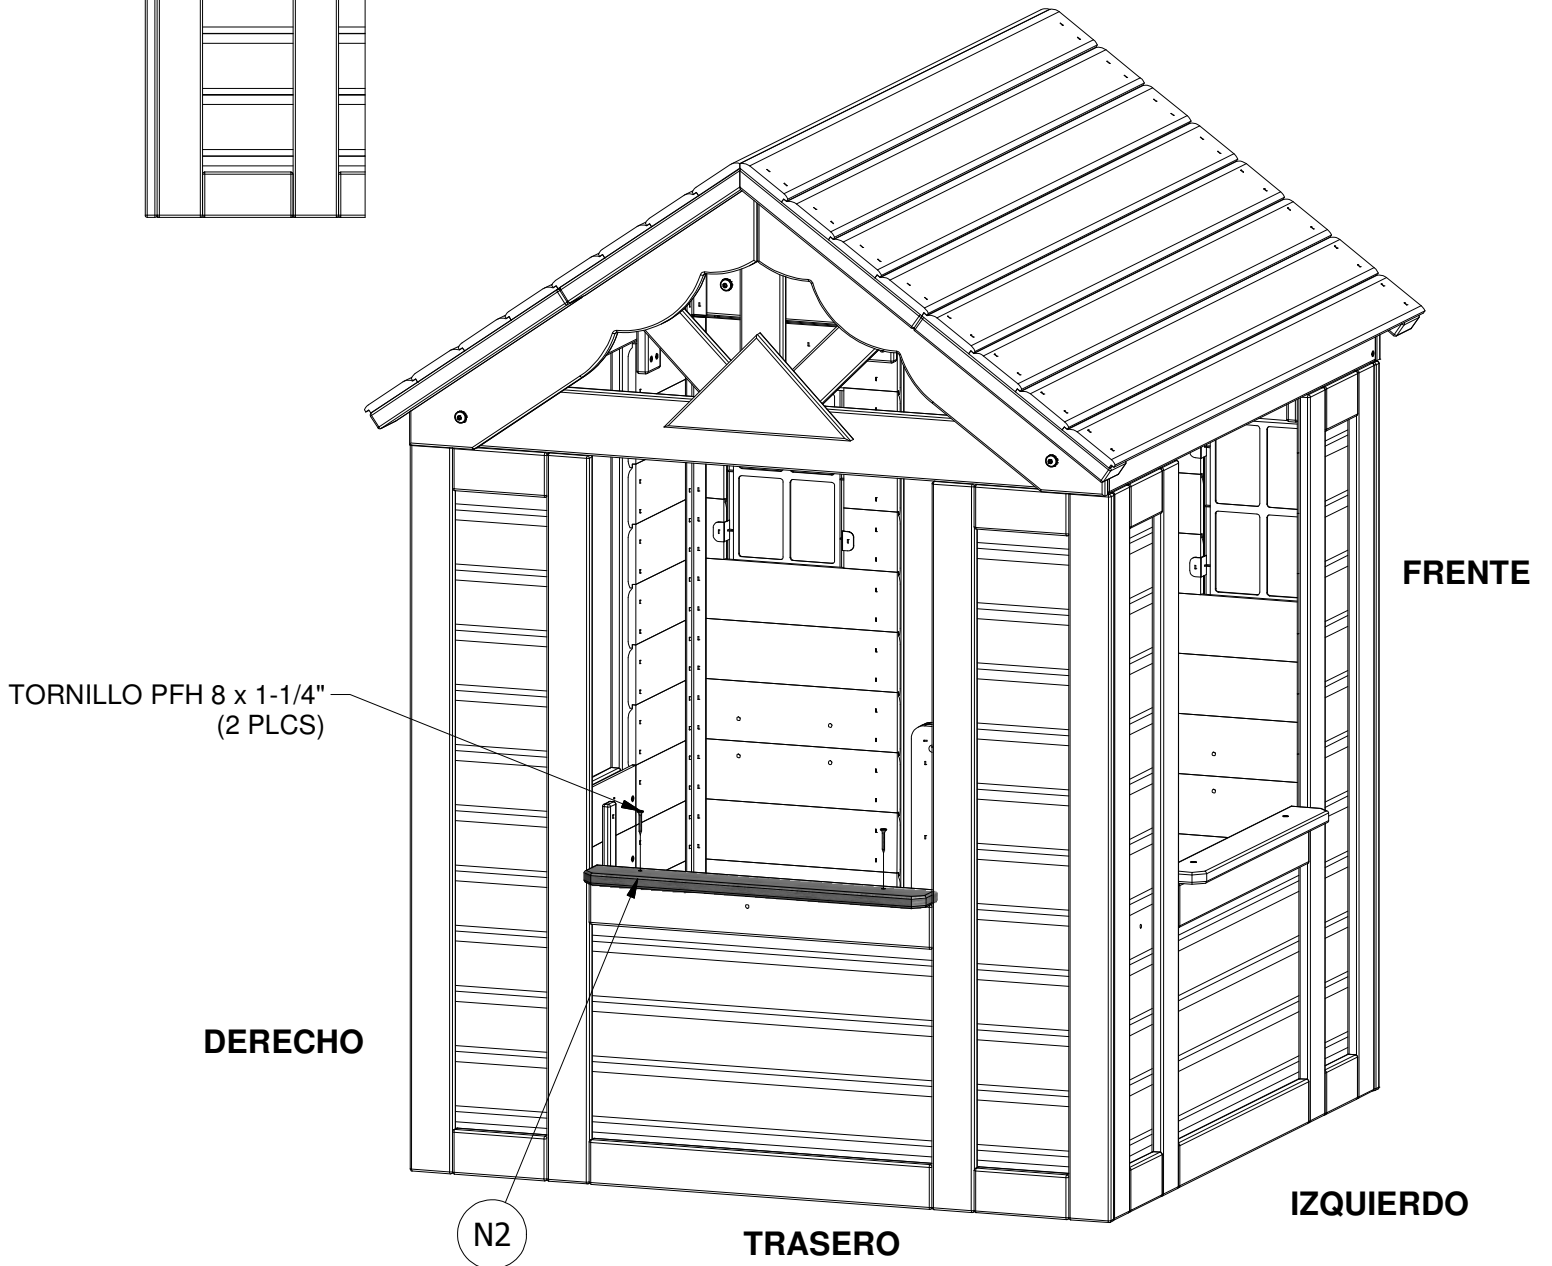 FRENTE
TORNILLO PFH 8 x 1-1/4"
(2 PLCS)
DERECHO
IZQUIERDO
N2
TRASERO